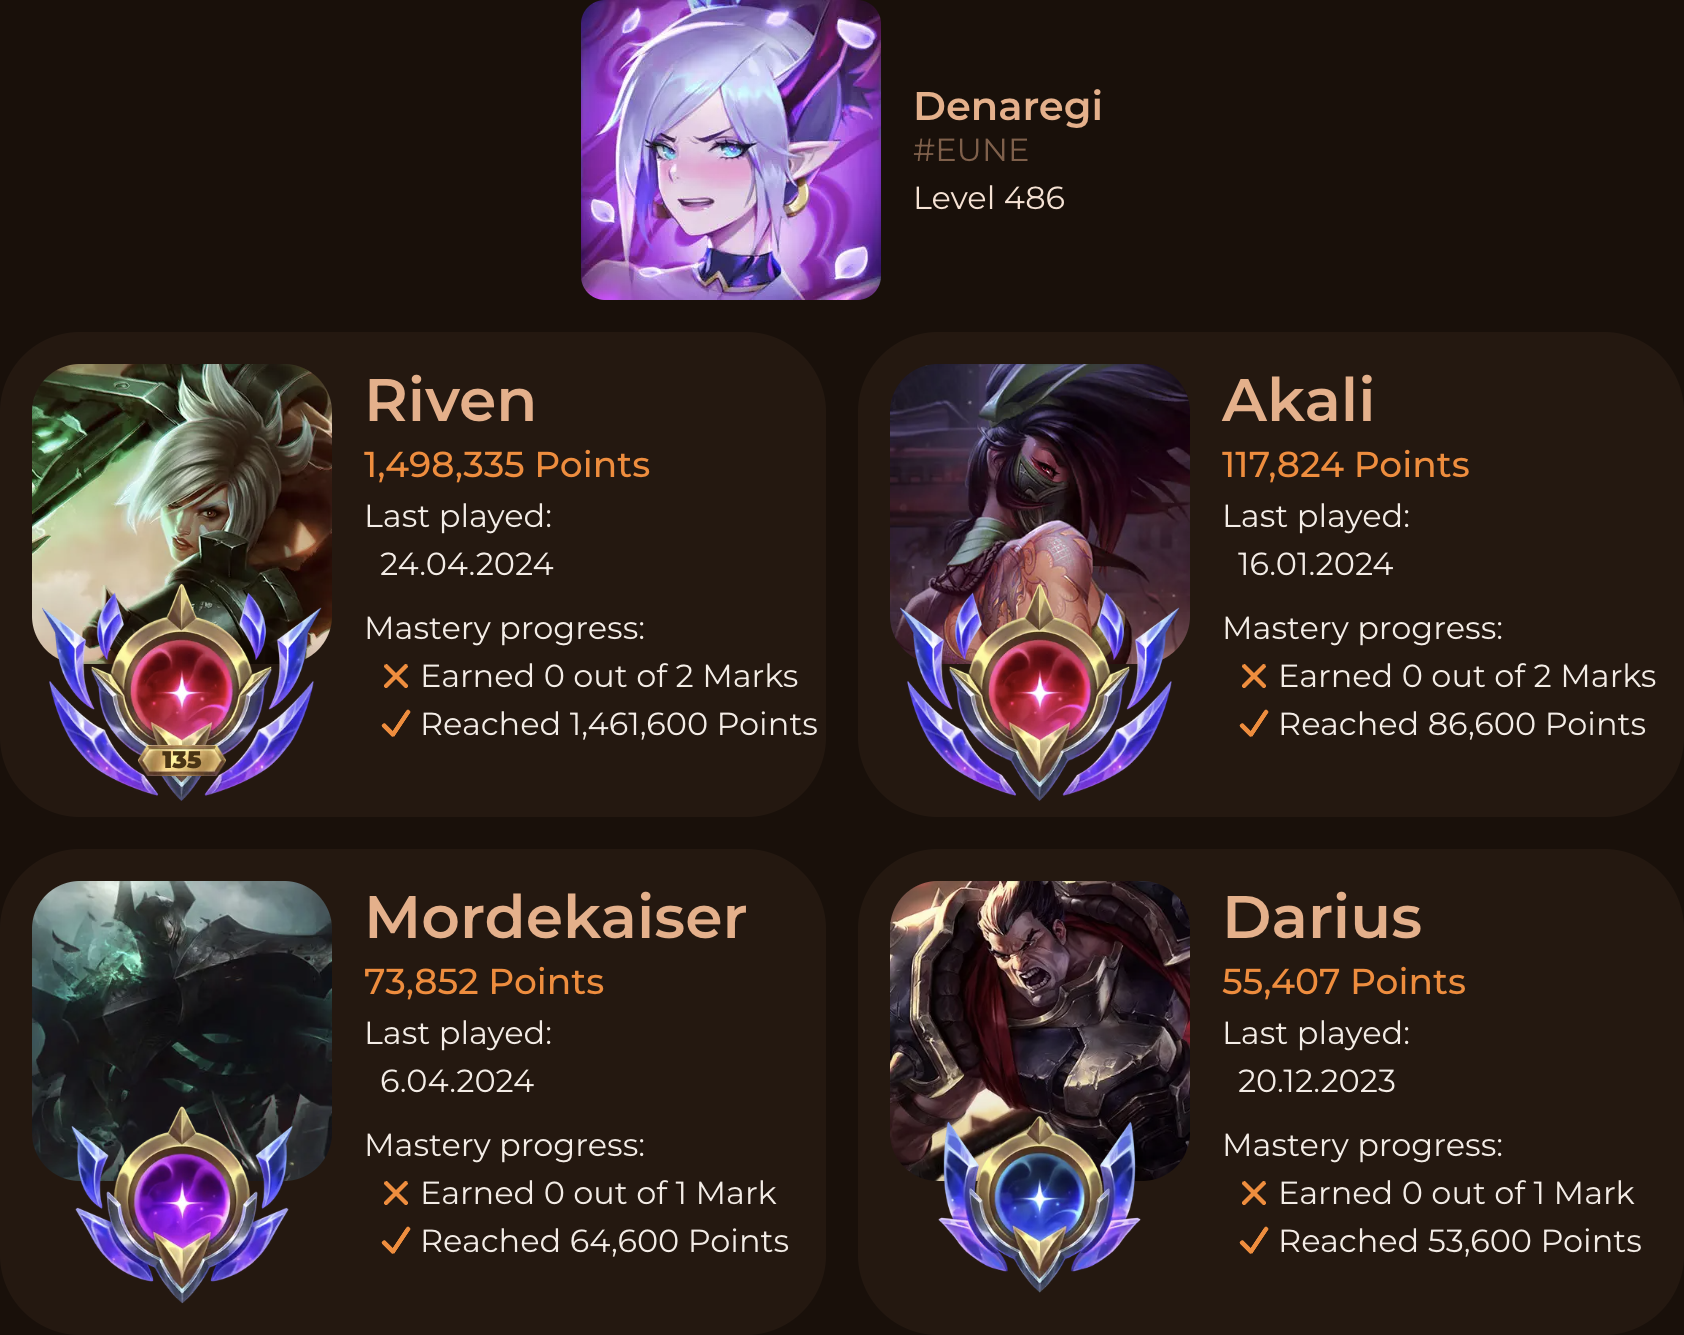 Denaregi
#EUNE
Level 486
Riven
1,498,335 Points
Last played:
24.04.2024
Mastery progress:
Earned 0 out of 2 Marks
Reached 1,461,600 Points
135
Akali
117,824 Points
Last played:
16.01.2024
Mastery progress:
Earned 0 out of 2 Marks
Reached 86,600 Points
Mordekaiser
73,852 Points
Last played:
6.04.2024
Mastery progress:
Earned 0 out of 1 Mark
Reached 64,600 Points
Darius
55,407 Points
Last played:
20.12.2023
Mastery progress:
Earned 0 out of 1 Mark
Reached 53,600 Points